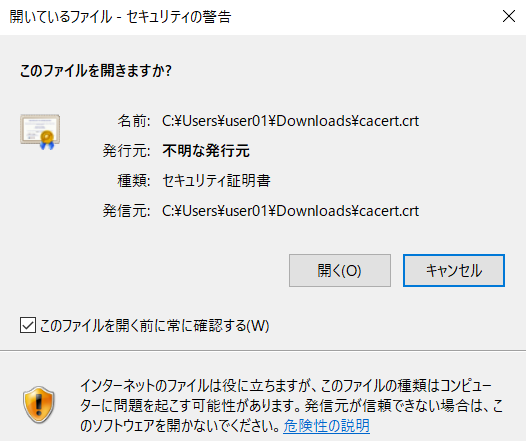 開いているファイル - セキュリティの警告
このファイルを開きますか?
名前: C:¥Users¥user01¥Downloads¥cacert.crt
発行元: 不明な発行元
種類: セキュリティ証明書
発信元: C:¥Users¥user01¥Downloads¥cacert.crt
開く(O)
キャンセル
このファイルを開く前に常に確認する(W)
インターネットのファイルは役に立ちますが、このファイルの種類はコンピュー
ターに問題を起こす可能性があります。発信元が信頼できない場合は、こ
のソフトウェアを開かないでください。危険性の説明